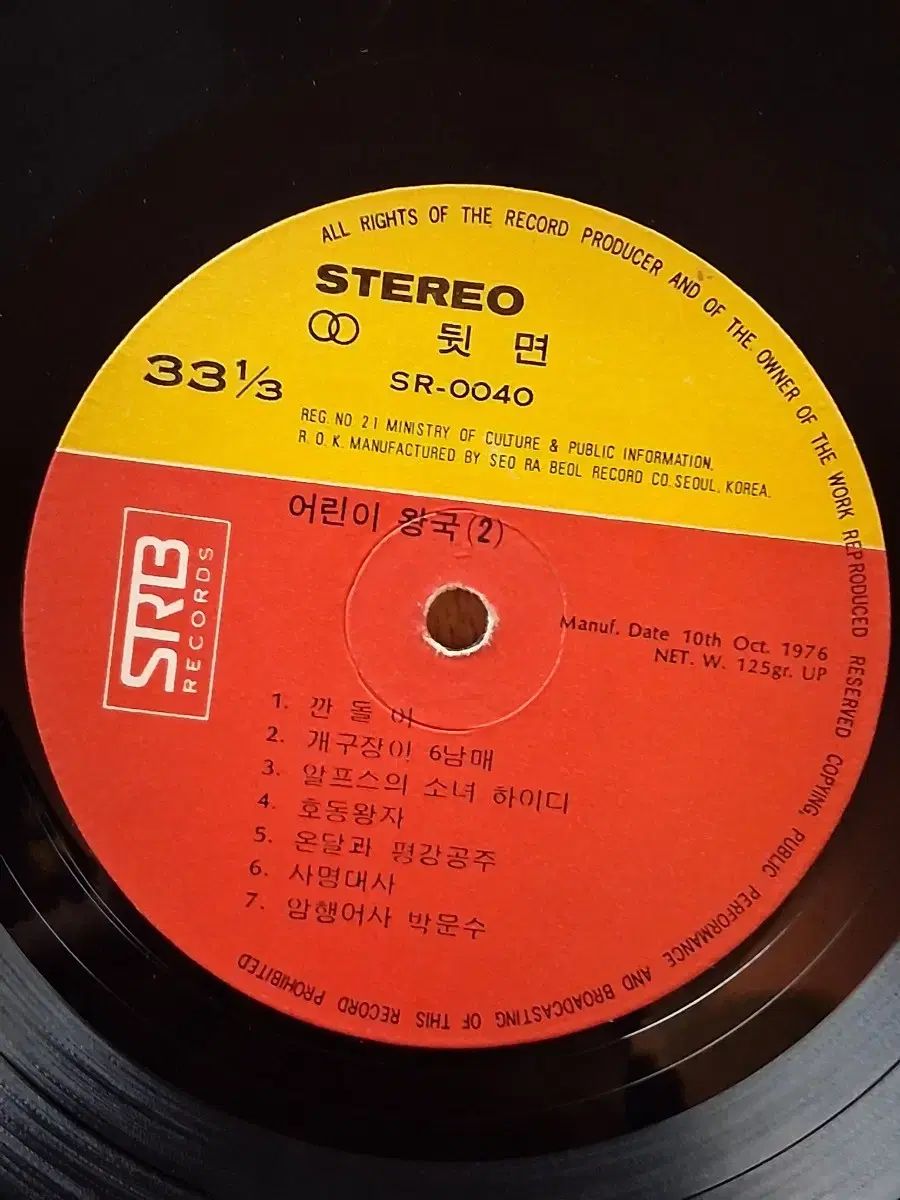 ALL RIGHTS OF THE RECORD PRODUCER AND OF THE OWNER OF THE WORK REPRODUCED RESERVED COPYING, PUBLIC PERFORMANCE AND BROADCASTING OF THIS RECORD PROHIBITED
STEREO
뒷 면
33 1/3
SR-0040
REG. NO. 21 MINISTRY OF CULTURE & PUBLIC INFORMATION.
R. O. K. MANUFACTURED BY SEO RA BEOL RECORD CO. SEOUL, KOREA.
어린이 왕국 (2)
SRB
RECORDS
Manuf. Date 10th Oct. 1976
NET. W. 125gr. UP
1. 깐 돌 이
2. 개구장이 6남매
3. 알프스의 소녀 하이디
4. 호동왕자
5. 온달과 평강공주
6. 사명대사
7. 암행어사 박문수